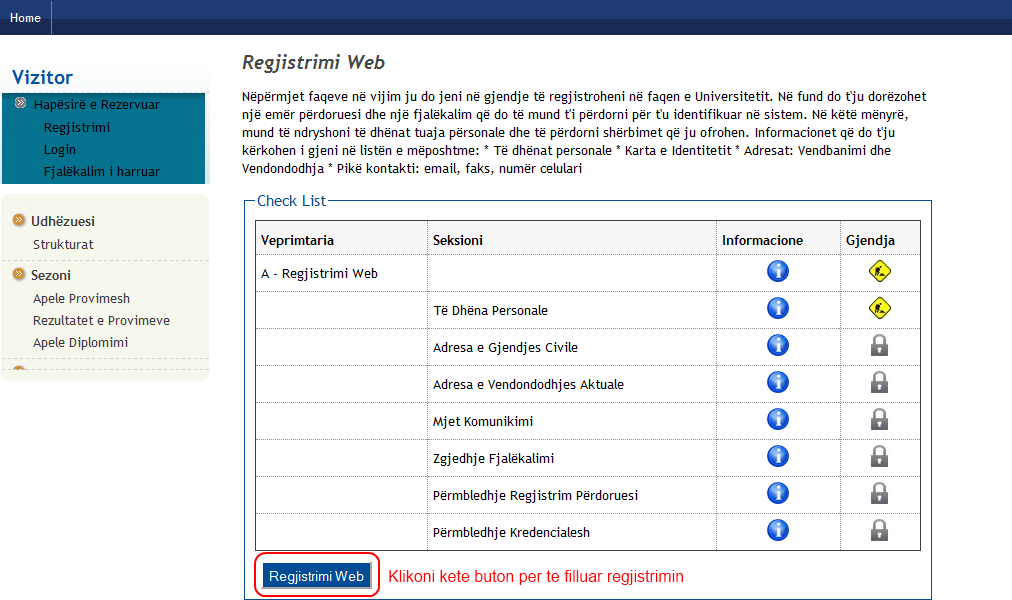 Home
Vizitor
Hapësirë e Rezervuar
Regjistrimi
Login
Fjalëkalim i harruar
Udhëzuesi
Strukturat
Sezoni
Apele Provimesh
Rezultatet e Provimeve
Apele Diplomimi
Regjistrimi Web
Nëpërmjet faqeve në vijim ju do jeni në gjendje të regjistroheni në faqen e Universitetit. Në fund do t'ju dorëzohet
një emër përdoruesi dhe një fjalëkalim që do të mund t'i përdorni për t'u identifikuar në sistem. Në këtë mënyrë,
mund të ndryshoni të dhënat tuaja përsonale dhe të përdorni shërbimet që ju ofrohen. Informacionet që do t'ju
kërkohen i gjeni në listën e mëposhtme: * Të dhënat personale * Karta e Identitetit * Adresat: Vendbanimi dhe
Vendondodhja * Pikë kontakti: email, faks, numër celulari
Check List
Veprimtaria Seksioni Informacione Gjendja
A - Regjistrimi Web
Të Dhëna Personale
Adresa e Gjendjes Civile
Adresa e Vendondodhjes Aktuale
Mjet Komunikimi
Zgjedhje Fjalëkalimi
Përmbledhje Regjistrim Përdoruesi
Përmbledhje Kredencialesh
Regjistrimi Web Klikoni kete buton per te filluar regjistrimin